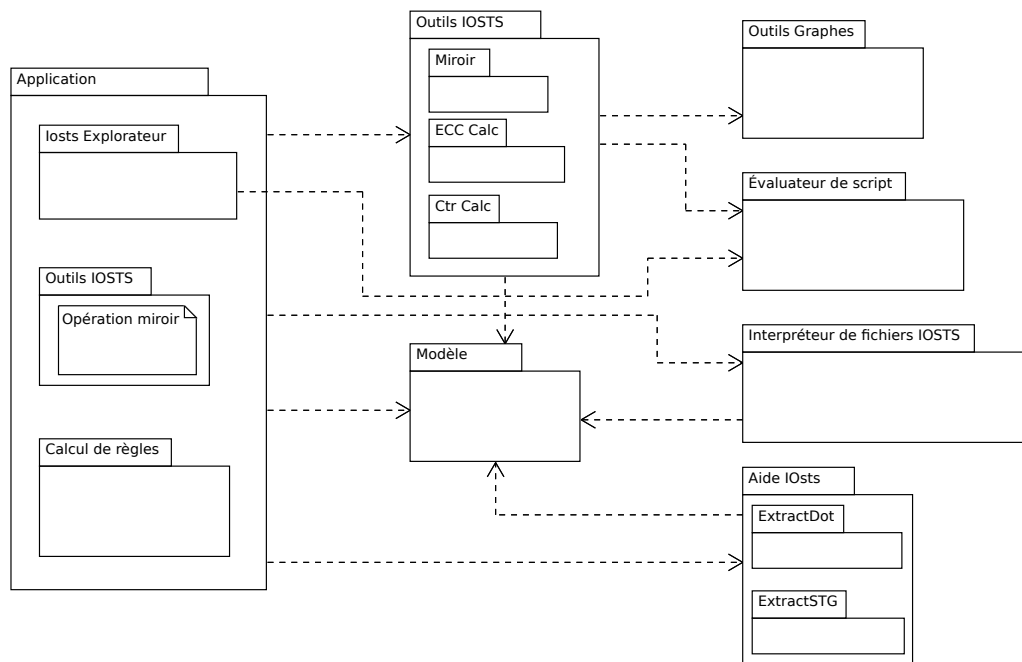 Application
Iosts Explorateur
Outils IOSTS
Opération miroir
Calcul de règles
Outils IOSTS
Miroir
ECC Calc
Ctr Calc
Modèle
Outils Graphes
Évaluateur de script
Interpréteur de fichiers IOSTS
Aide IOsts
ExtractDot
ExtractSTG